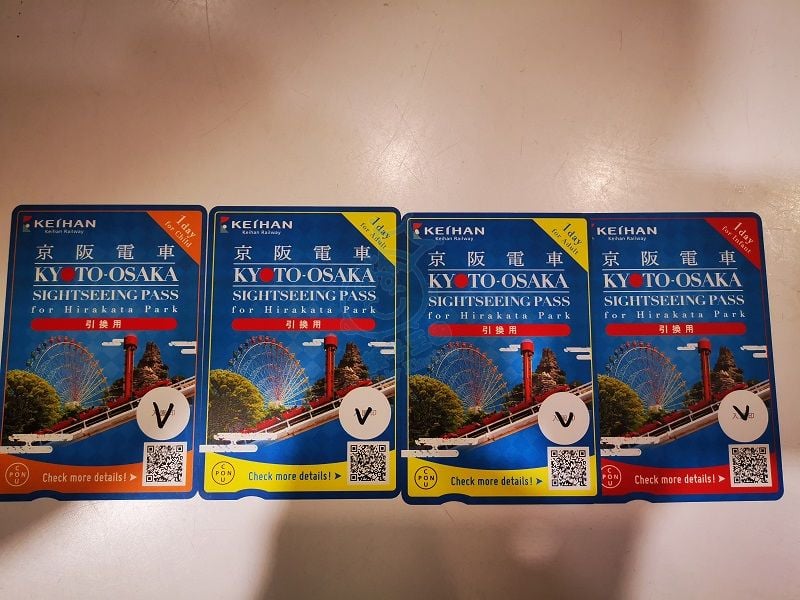 KEIHAN
Keihan Railway
1day
for Child
京阪電車
KYOTO-OSAKA
SIGHTSEEING PASS
for Hirakata Park
引換用
Check more details!
KEIHAN
Keihan Railway
1day
for Adult
京阪電車
KYOTO-OSAKA
SIGHTSEEING PASS
for Hirakata Park
引換用
COUPON
Check more details!
KEIHAN
Keihan Railway
1day
for Adult
京阪電車
KYOTO-OSAKA
SIGHTSEEING PASS
for Hirakata Park
引換用
COUPON
Check more details!
KEIHAN
Keihan Railway
1day
for Infant
京阪電車
KYOTO-OSAKA
SIGHTSEEING PASS
for Hirakata Park
引換用
入 印
COUPON
Check more details!